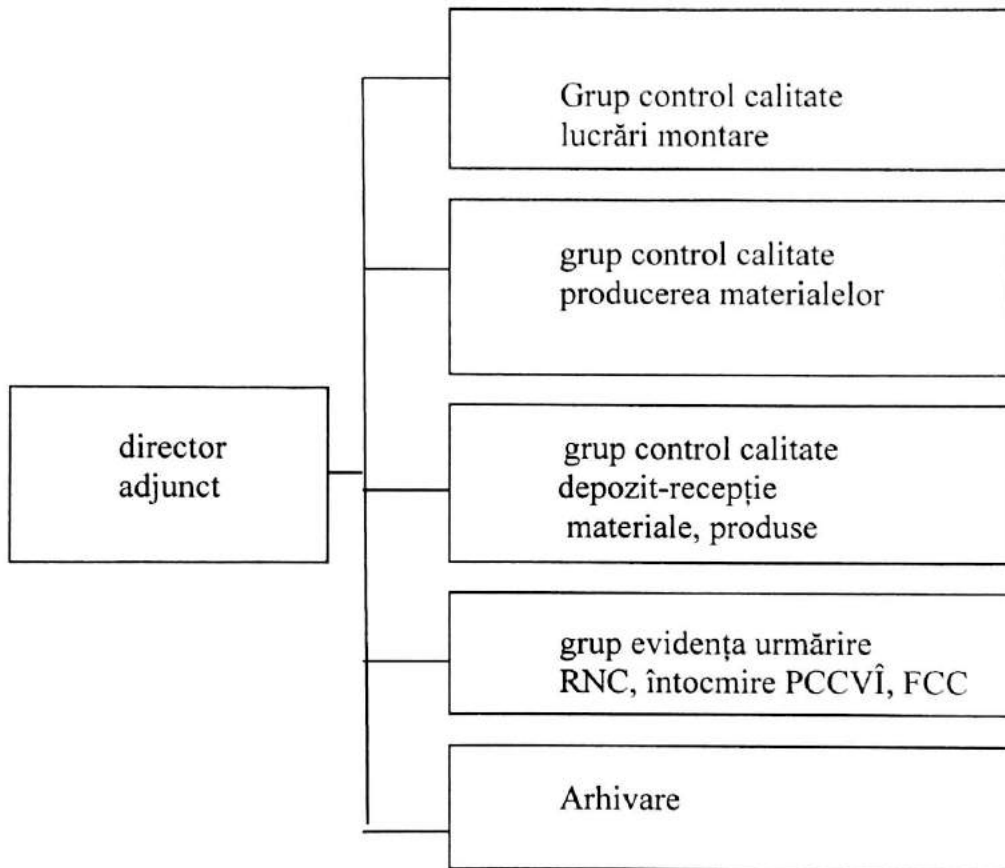 Grup control calitate
lucrări montare
grup control calitate
producerea materialelor
director
adjunct
grup control calitate
depozit-recepție
materiale, produse
grup evidența urmărire
RNC, întocmire PCCVÎ, FCC
Arhivare